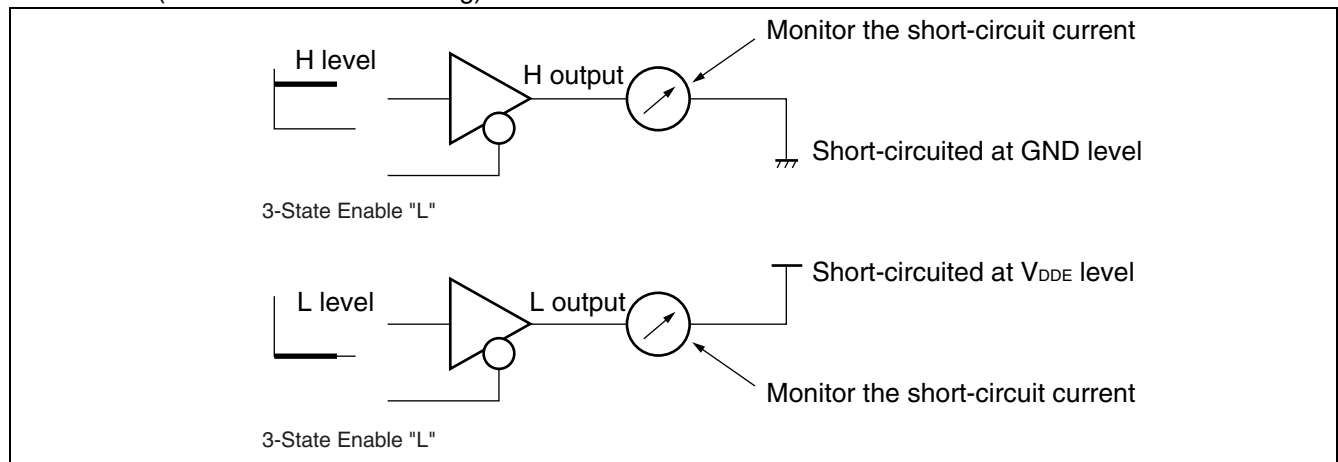 Monitor the short-circuit current
H level
H output
Short-circuited at GND level
3-State Enable "L"
Short-circuited at VDDE level
L level
L output
Monitor the short-circuit current
3-State Enable "L"